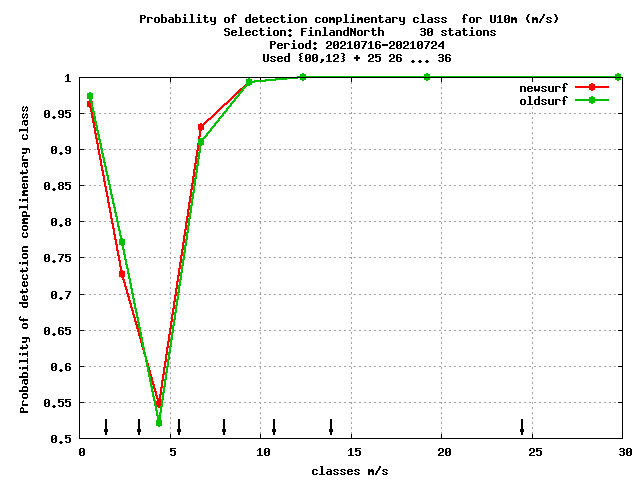 Probability of detection complimentary class  for U10m (m/s)
Selection: FinlandNorth     30 stations
Period: 20210716-20210724
Used {00,12} + 25 26 ... 36
newsurf
oldsurf
1
0.95
0.9
0.85
0.8
0.75
0.7
0.65
0.6
0.55
0.5
Probability of detection complimentary class
0 5 10 15 20 25 30
classes m/s